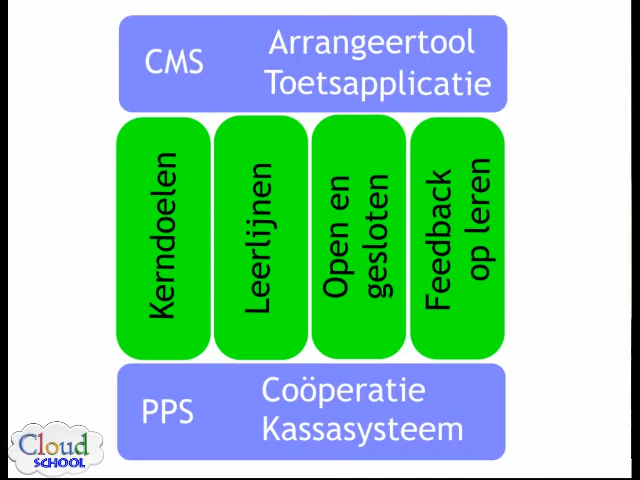 CMS
Arrangeertool
Toetsapplicatie
Kerndoelen
Leerlijnen
Open en
gesloten
Feedback
op leren
PPS
Coöperatie
Kassasysteem
Cloud
SCHOOL